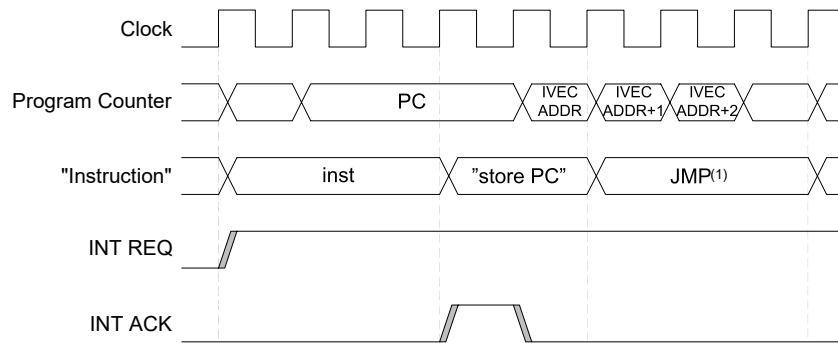 Clock
Program Counter
PC
IVEC
ADDR
IVEC
ADDR+1
IVEC
ADDR+2
"Instruction"
inst
”store PC”
JMP(1)
INT REQ
INT ACK